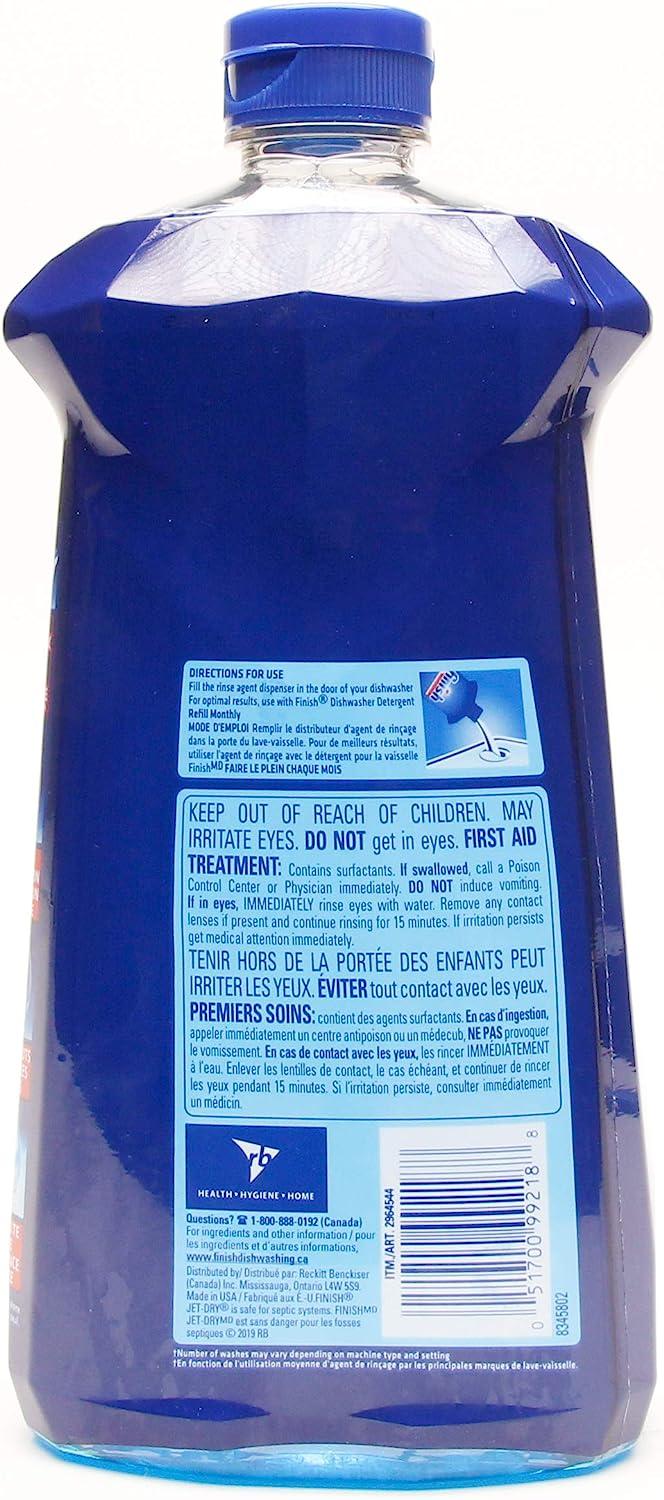 DIRECTIONS FOR USE
Fill the rinse agent dispenser in the door of your dishwasher
For optimal results, use with Finish® Dishwasher Detergent
Refill Monthly
MODE D'EMPLOI Remplir le distributeur d'agent de rinçage
dans la porte du lave-vaisselle. Pour de meilleurs résultats,
utiliser l'agent de rinçage avec le détergent pour la vaisselle
FinishMD FAIRE LE PLEIN CHAQUE MOIS
finish
KEEP OUT OF REACH OF CHILDREN. MAY
IRRITATE EYES. DO NOT get in eyes. FIRST AID
TREATMENT: Contains surfactants. If swallowed, call a Poison
Control Center or Physician immediately. DO NOT induce vomiting.
If in eyes, IMMEDIATELY rinse eyes with water. Remove any contact
lenses if present and continue rinsing for 15 minutes. If irritation persists
get medical attention immediately.
TENIR HORS DE LA PORTÉE DES ENFANTS PEUT
IRRITER LES YEUX. ÉVITER tout contact avec les yeux.
PREMIERS SOINS: contient des agents surfactants. En cas d'ingestion,
appeler immédiatement un centre antipoison ou un médecub, NE PAS provoquer
le vomissement. En cas de contact avec les yeux, les rincer IMMÉDIATEMENT
à l'eau. Enlever les lentilles de contact, le cas échéant, et continuer de rincer
les yeux pendant 15 minutes. Si l'irritation persiste, consulter immédiatement
un médicin.
rb
HEALTH • HYGIENE • HOME
Questions? ☎ 1-800-888-0192 (Canada)
For ingredients and other information / pour
les ingredients et d'autres informations,
www.finishdishwashing.ca
Distributed by/ Distribué par: Reckitt Benckiser
(Canada) Inc. Mississauga, Ontario L4W 5S9.
Made in USA / Fabriqué aux É.-U.FINISH®
JET-DRY® is safe for septic systems. FINISHMD
JET-DRYMD est sans danger pour les fosses
septiques © 2019 RB
ITM./ART. 2964544
0 51700 99218 8
8345802
†Number of washes may vary depending on machine type and setting
†En fonction de l'utilisation moyenne d'agent de rinçage par les principales marques de lave-vaisselle.